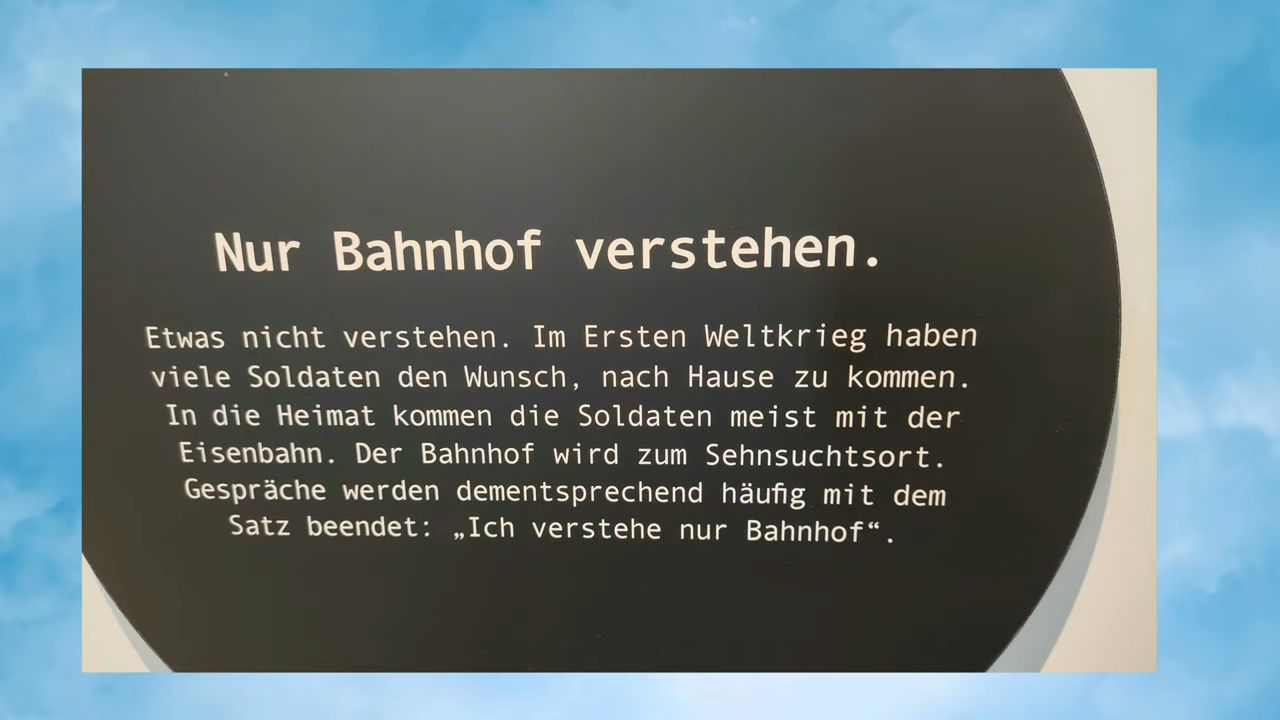 Nur Bahnhof verstehen.
Etwas nicht verstehen. Im Ersten Weltkrieg haben
viele Soldaten den Wunsch, nach Hause zu kommen.
In die Heimat kommen die Soldaten meist mit der
Eisenbahn. Der Bahnhof wird zum Sehnsuchtsort.
Gespräche werden dementsprechend häufig mit dem
Satz beendet: „Ich verstehe nur Bahnhof“.